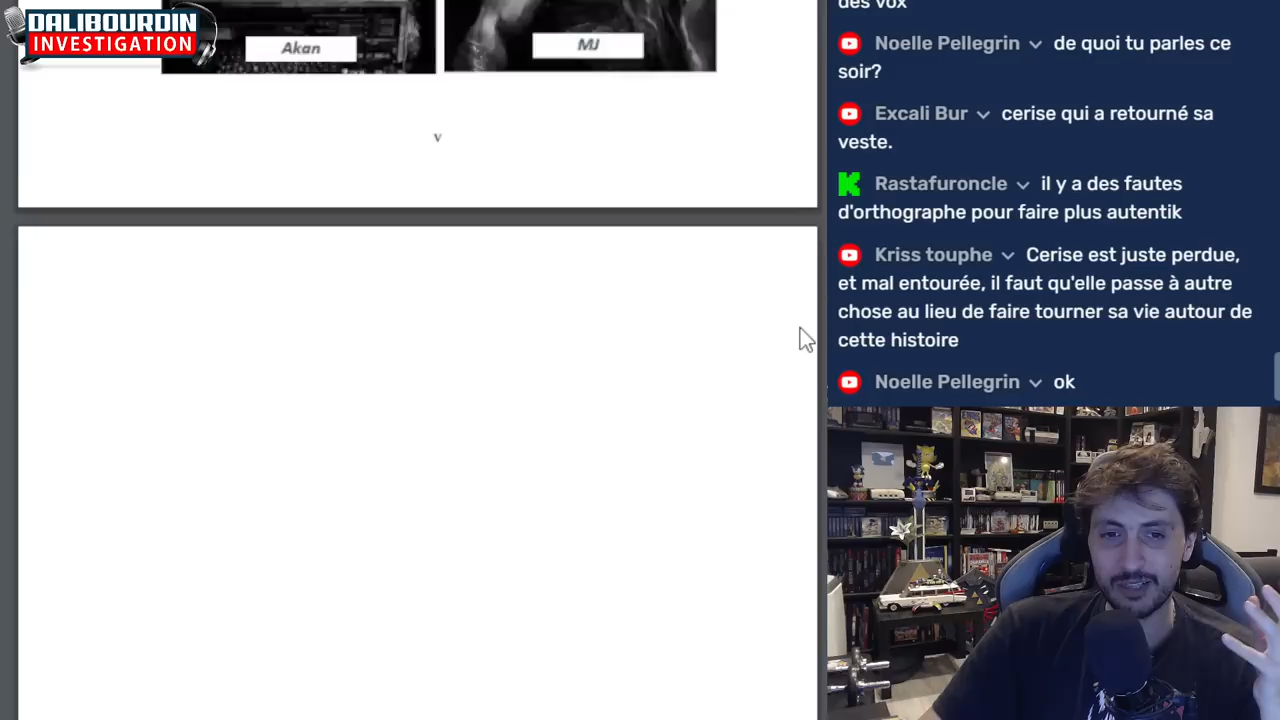 DALIBOURDIN
INVESTIGATION
Akan
MJ
v
des vox
Noelle Pellegrin de quoi tu parles ce
soir?
Excali Bur cerise qui a retourné sa
veste.
Rastafuroncle il y a des fautes
d'orthographe pour faire plus autentik
Kriss touphe Cerise est juste perdue,
et mal entourée, il faut qu'elle passe à autre
chose au lieu de faire tourner sa vie autour de
cette histoire
Noelle Pellegrin ok